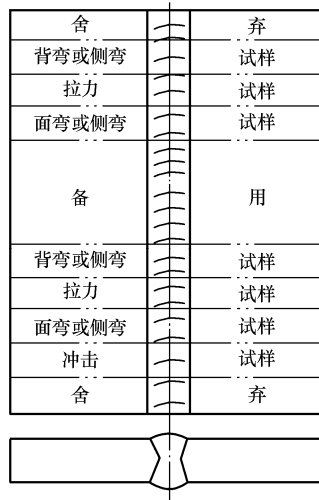 舍 弃
背弯或侧弯 试样
拉力 试样
面弯或侧弯 试样
备 用
背弯或侧弯 试样
拉力 试样
面弯或侧弯 试样
冲击 试样
舍 弃